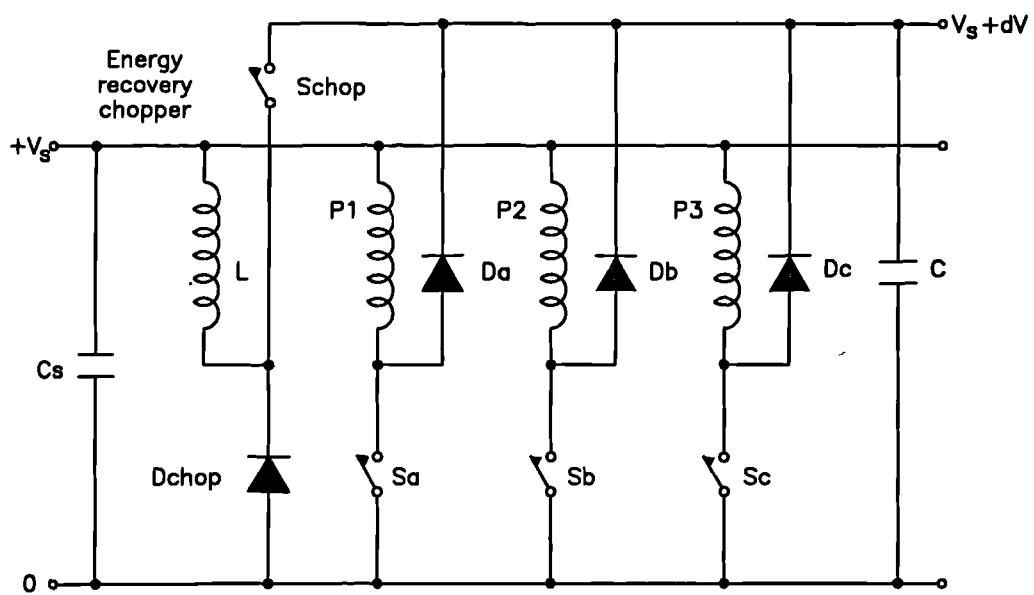 Vs+dV
Energy
recovery
chopper
Schop
+Vs
P1
P2
P3
L
Da
Db
Dc
C
Cs
Dchop
Sa
Sb
Sc
0